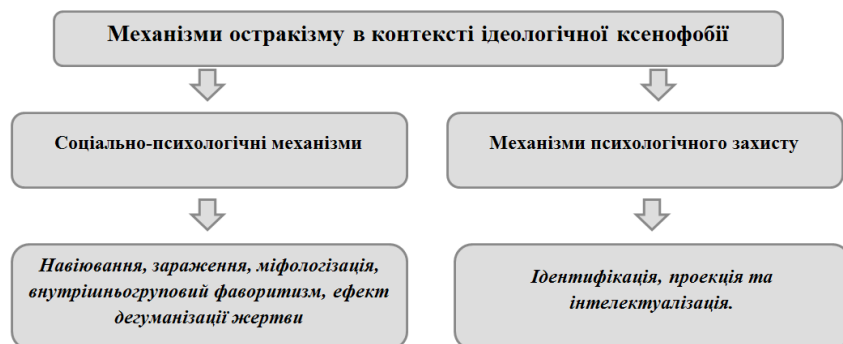 Механізми остракізму в контексті ідеологічної ксенофобії
Соціально-психологічні механізми
Механізми психологічного захисту
Навіювання, зараження, міфологізація,
внутрішньогруповий фаворитизм, ефект
дегуманізації жертви
Ідентифікація, проекція та
інтелектуалізація.